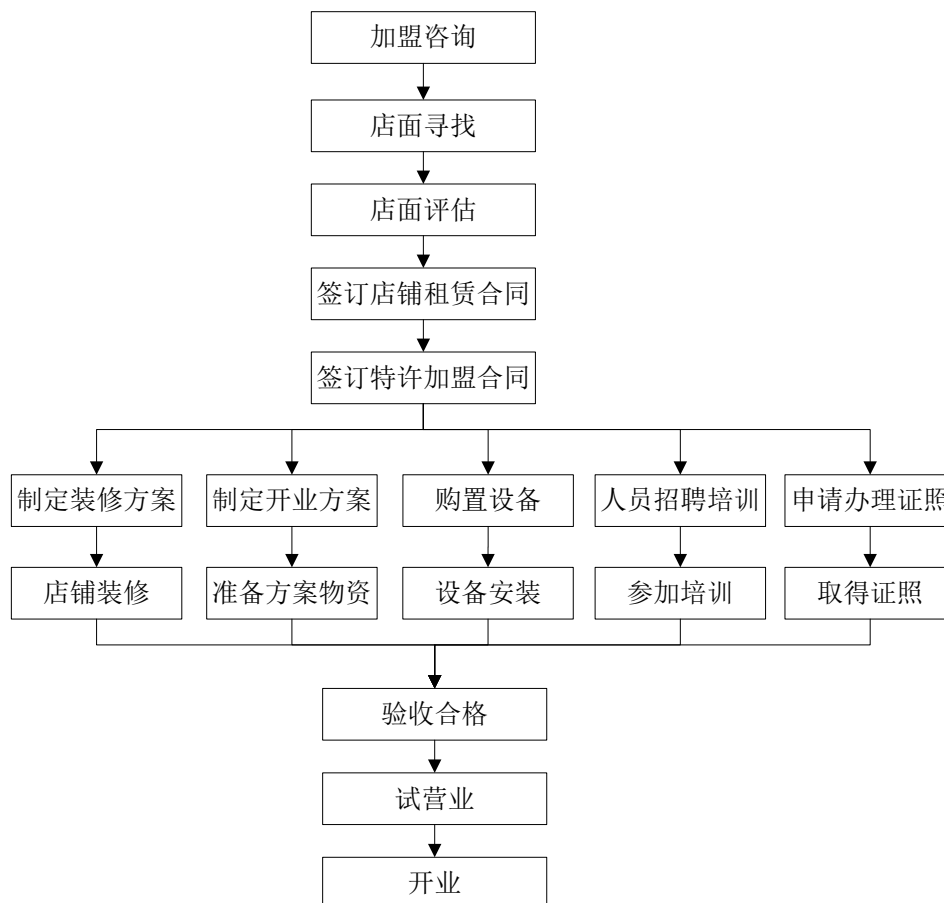 加盟咨询
店面寻找
店面评估
签订店铺租赁合同
签订特许加盟合同
制定装修方案
制定开业方案
购置设备
人员招聘培训
申请办理证照
店铺装修
准备方案物资
设备安装
参加培训
取得证照
验收合格
试营业
开业